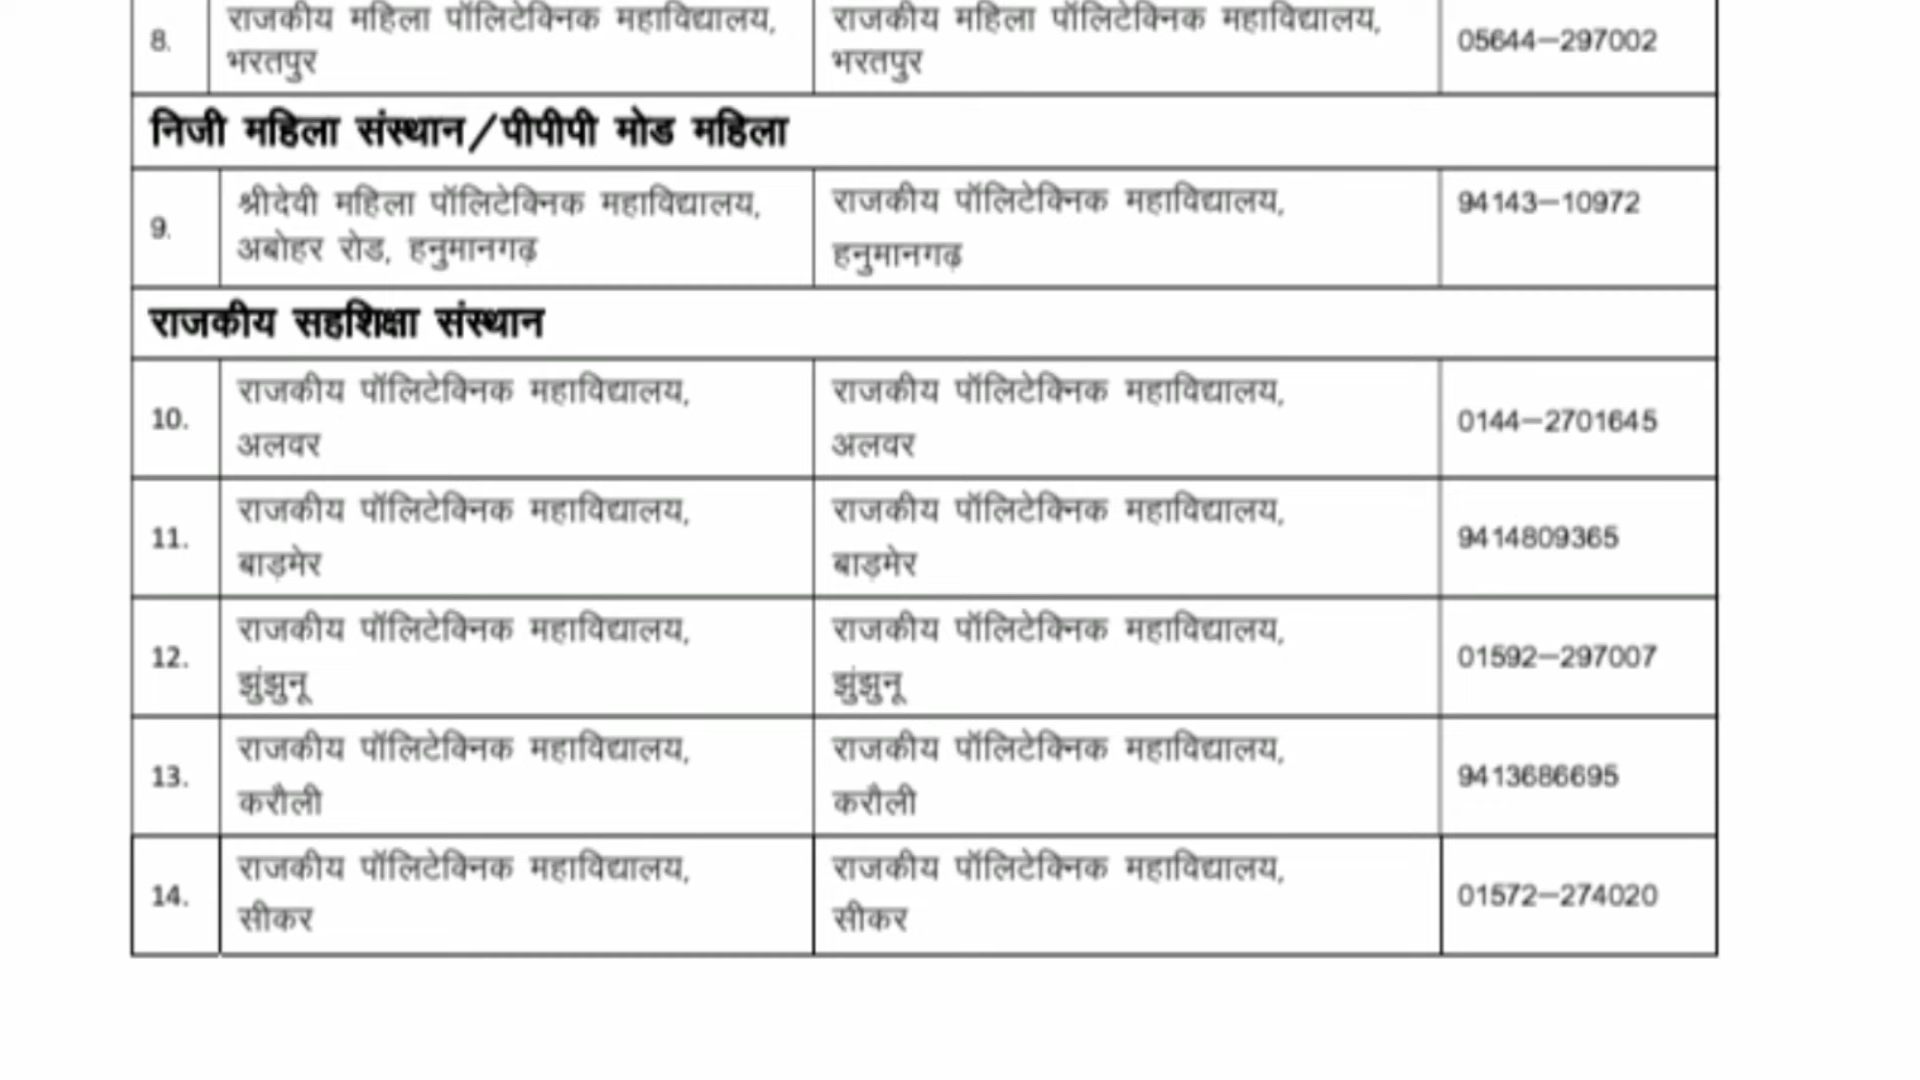 8. राजकीय महिला पॉलिटेक्निक महाविद्यालय, राजकीय महिला पॉलिटेक्निक महाविद्यालय, 05644–297002
भरतपुर भरतपुर
निजी महिला संस्थान/पीपीपी मोड महिला
9. श्रीदेवी महिला पॉलिटेक्निक महाविद्यालय, राजकीय पॉलिटेक्निक महाविद्यालय, 94143–10972
अबोहर रोड, हनुमानगढ़ हनुमानगढ़
राजकीय सहशिक्षा संस्थान
10. राजकीय पॉलिटेक्निक महाविद्यालय, राजकीय पॉलिटेक्निक महाविद्यालय, 0144–2701645
अलवर अलवर
11. राजकीय पॉलिटेक्निक महाविद्यालय, राजकीय पॉलिटेक्निक महाविद्यालय, 9414809365
बाड़मेर बाड़मेर
12. राजकीय पॉलिटेक्निक महाविद्यालय, राजकीय पॉलिटेक्निक महाविद्यालय, 01592–297007
झुंझुनू झुंझुनू
13. राजकीय पॉलिटेक्निक महाविद्यालय, राजकीय पॉलिटेक्निक महाविद्यालय, 9413686695
करौली करौली
14. राजकीय पॉलिटेक्निक महाविद्यालय, राजकीय पॉलिटेक्निक महाविद्यालय, 01572–274020
सीकर सीकर